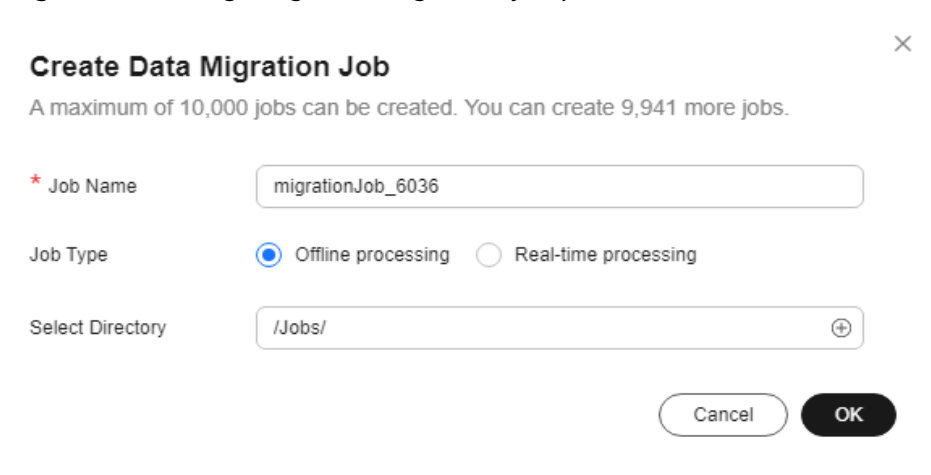 Create Data Migration Job
A maximum of 10,000 jobs can be created. You can create 9,941 more jobs.
* Job Name migrationJob_6036
Job Type Offline processing Real-time processing
Select Directory /Jobs/
Cancel OK